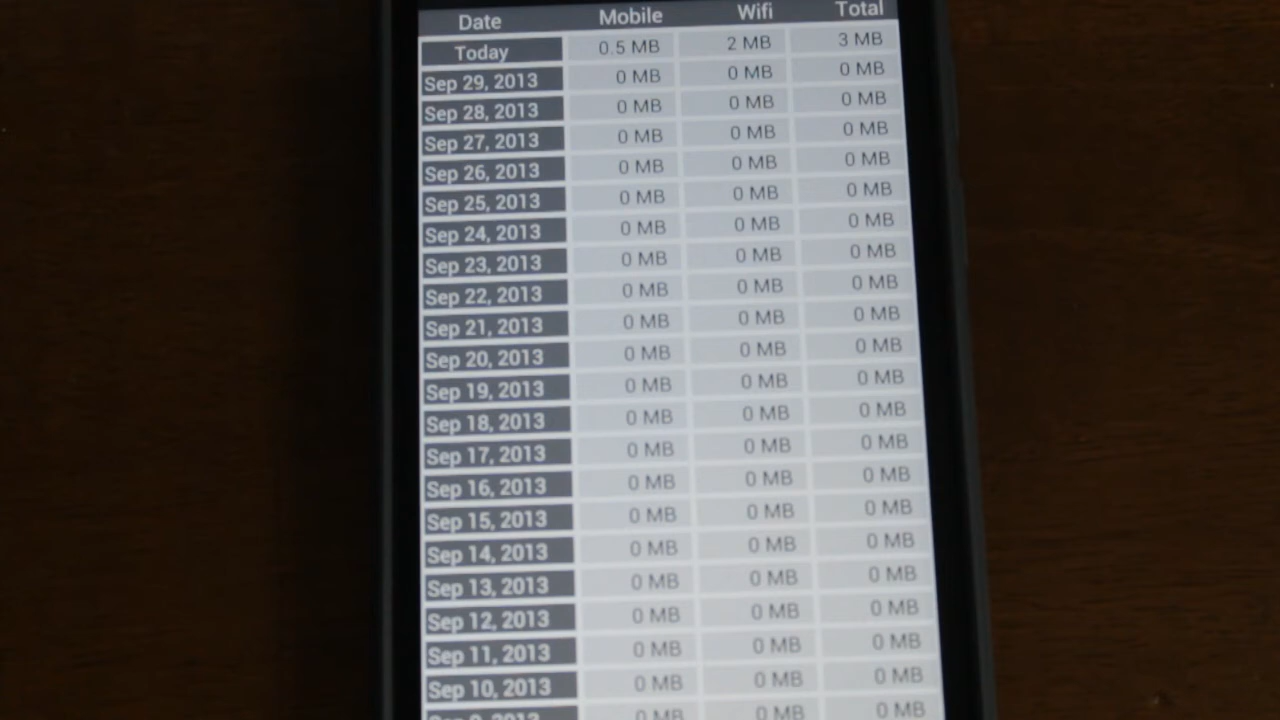 Date Mobile Wifi Total
Today 0.5 MB 2 MB 3 MB
Sep 29, 2013 0 MB 0 MB 0 MB
Sep 28, 2013 0 MB 0 MB 0 MB
Sep 27, 2013 0 MB 0 MB 0 MB
Sep 26, 2013 0 MB 0 MB 0 MB
Sep 25, 2013 0 MB 0 MB 0 MB
Sep 24, 2013 0 MB 0 MB 0 MB
Sep 23, 2013 0 MB 0 MB 0 MB
Sep 22, 2013 0 MB 0 MB 0 MB
Sep 21, 2013 0 MB 0 MB 0 MB
Sep 20, 2013 0 MB 0 MB 0 MB
Sep 19, 2013 0 MB 0 MB 0 MB
Sep 18, 2013 0 MB 0 MB 0 MB
Sep 17, 2013 0 MB 0 MB 0 MB
Sep 16, 2013 0 MB 0 MB 0 MB
Sep 15, 2013 0 MB 0 MB 0 MB
Sep 14, 2013 0 MB 0 MB 0 MB
Sep 13, 2013 0 MB 0 MB 0 MB
Sep 12, 2013 0 MB 0 MB 0 MB
Sep 11, 2013 0 MB 0 MB 0 MB
Sep 10, 2013 0 MB 0 MB 0 MB
Sep 9, 2013 0 MB 0 MB 0 MB